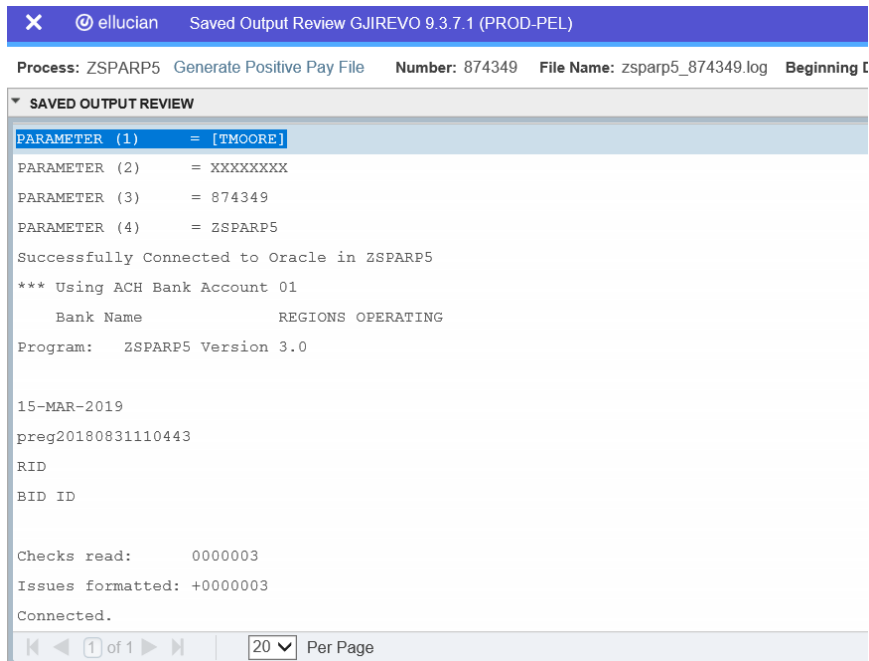 ellucian Saved Output Review GJIREVO 9.3.7.1 (PROD-PEL)
Process: ZSPARP5 Generate Positive Pay File Number: 874349 File Name: zsparp5_874349.log Beginning
SAVED OUTPUT REVIEW
PARAMETER (1) = [TMOORE]
PARAMETER (2) = XXXXXXXX
PARAMETER (3) = 874349
PARAMETER (4) = ZSPARP5
Successfully Connected to Oracle in ZSPARP5
*** Using ACH Bank Account 01
Bank Name REGIONS OPERATING
Program: ZSPARP5 Version 3.0
15-MAR-2019
preg20180831110443
RID
BID ID
Checks read: 0000003
Issues formatted: +0000003
Connected.
1 of 1 20 Per Page